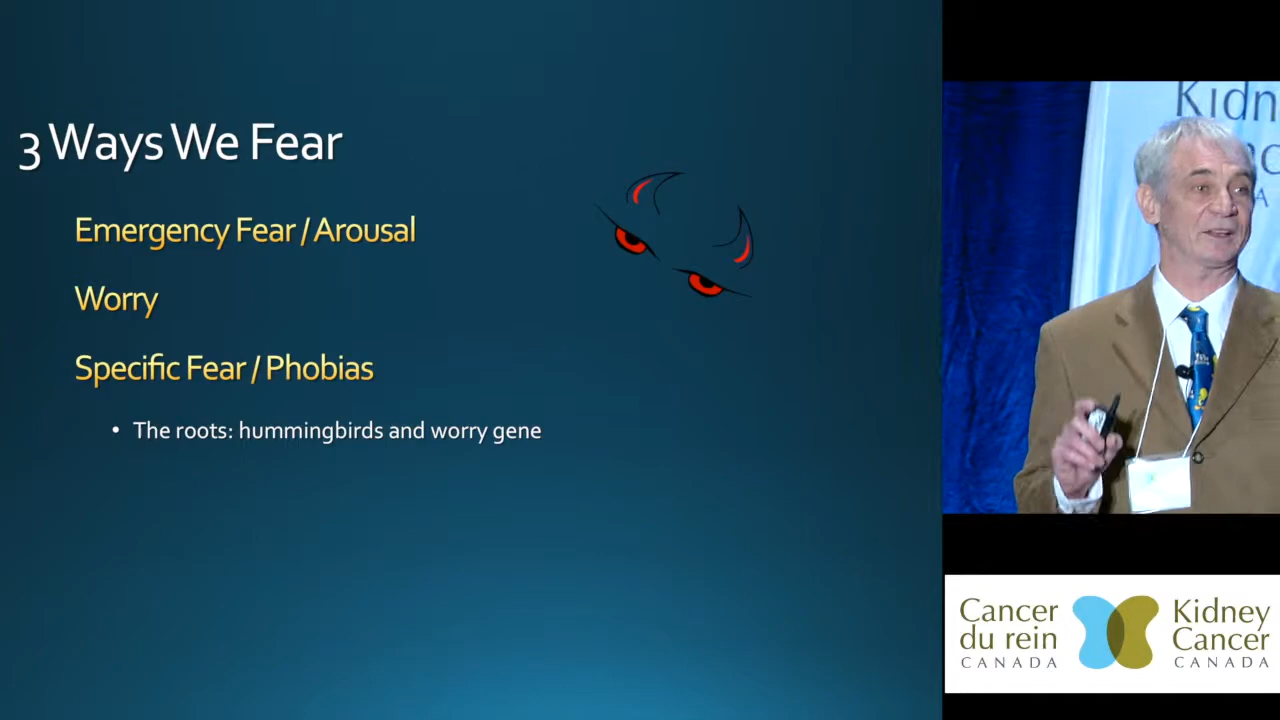 3 Ways We Fear
Emergency Fear / Arousal
Worry
Specific Fear / Phobias
• The roots: hummingbirds and worry gene
Kidn
A
Cancer
du rein
CANADA
Kidney
Cancer
CANADA